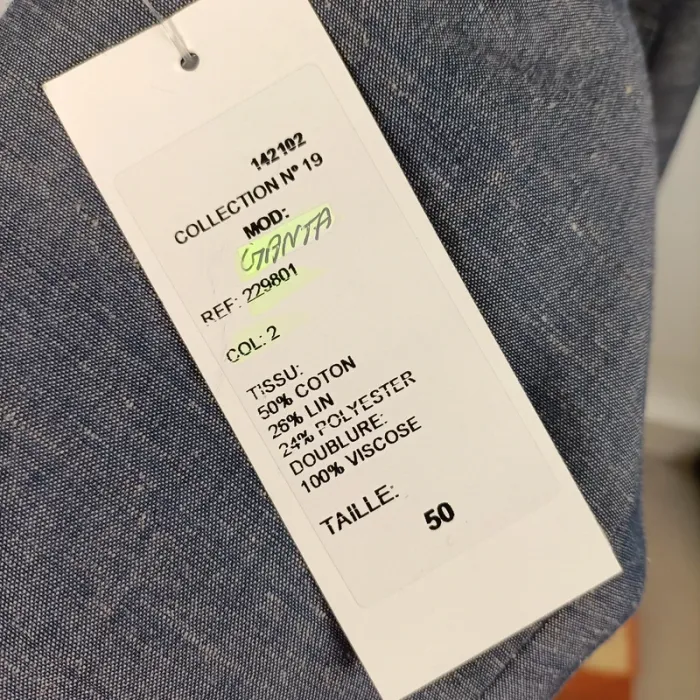 142102
COLLECTION Nº 19
MOD:
GIANTA
REF: 229801
COL: 2
TISSU:
50% COTON
26% LIN
24% POLYESTER
DOUBLURE:
100% VISCOSE
TAILLE:
50